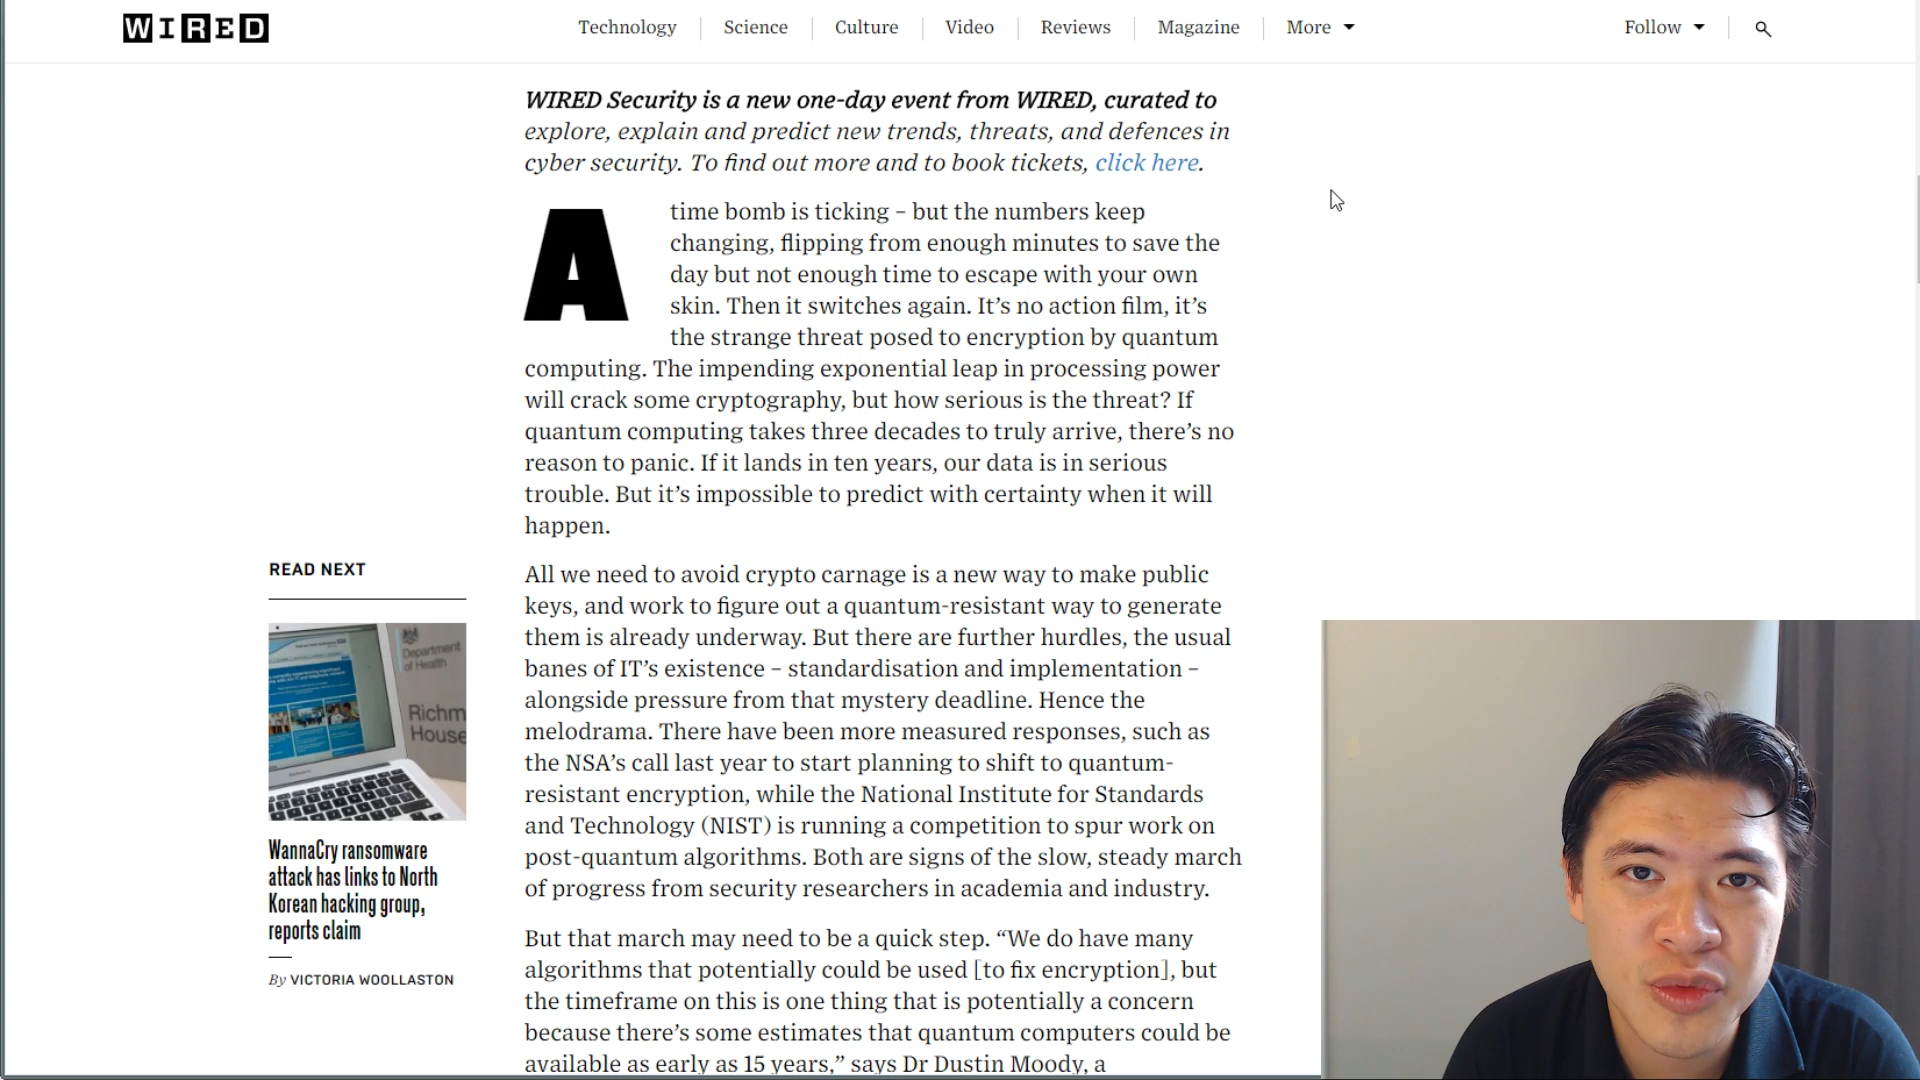 WIRED
Technology
Science
Culture
Video
Reviews
Magazine
More
Follow
WIRED Security is a new one-day event from WIRED, curated to
explore, explain and predict new trends, threats, and defences in
cyber security. To find out more and to book tickets, click here.
A
time bomb is ticking – but the numbers keep
changing, flipping from enough minutes to save the
day but not enough time to escape with your own
skin. Then it switches again. It’s no action film, it’s
the strange threat posed to encryption by quantum
computing. The impending exponential leap in processing power
will crack some cryptography, but how serious is the threat? If
quantum computing takes three decades to truly arrive, there’s no
reason to panic. If it lands in ten years, our data is in serious
trouble. But it’s impossible to predict with certainty when it will
happen.
All we need to avoid crypto carnage is a new way to make public
keys, and work to figure out a quantum-resistant way to generate
them is already underway. But there are further hurdles, the usual
banes of IT’s existence – standardisation and implementation –
alongside pressure from that mystery deadline. Hence the
melodrama. There have been more measured responses, such as
the NSA’s call last year to start planning to shift to quantum-
resistant encryption, while the National Institute for Standards
and Technology (NIST) is running a competition to spur work on
post-quantum algorithms. Both are signs of the slow, steady march
of progress from security researchers in academia and industry.
But that march may need to be a quick step. “We do have many
algorithms that potentially could be used [to fix encryption], but
the timeframe on this is one thing that is potentially a concern
because there’s some estimates that quantum computers could be
available as early as 15 years,” says Dr Dustin Moody, a
READ NEXT
Department
of Health
Richm
House
WannaCry ransomware
attack has links to North
Korean hacking group,
reports claim
By VICTORIA WOOLLASTON